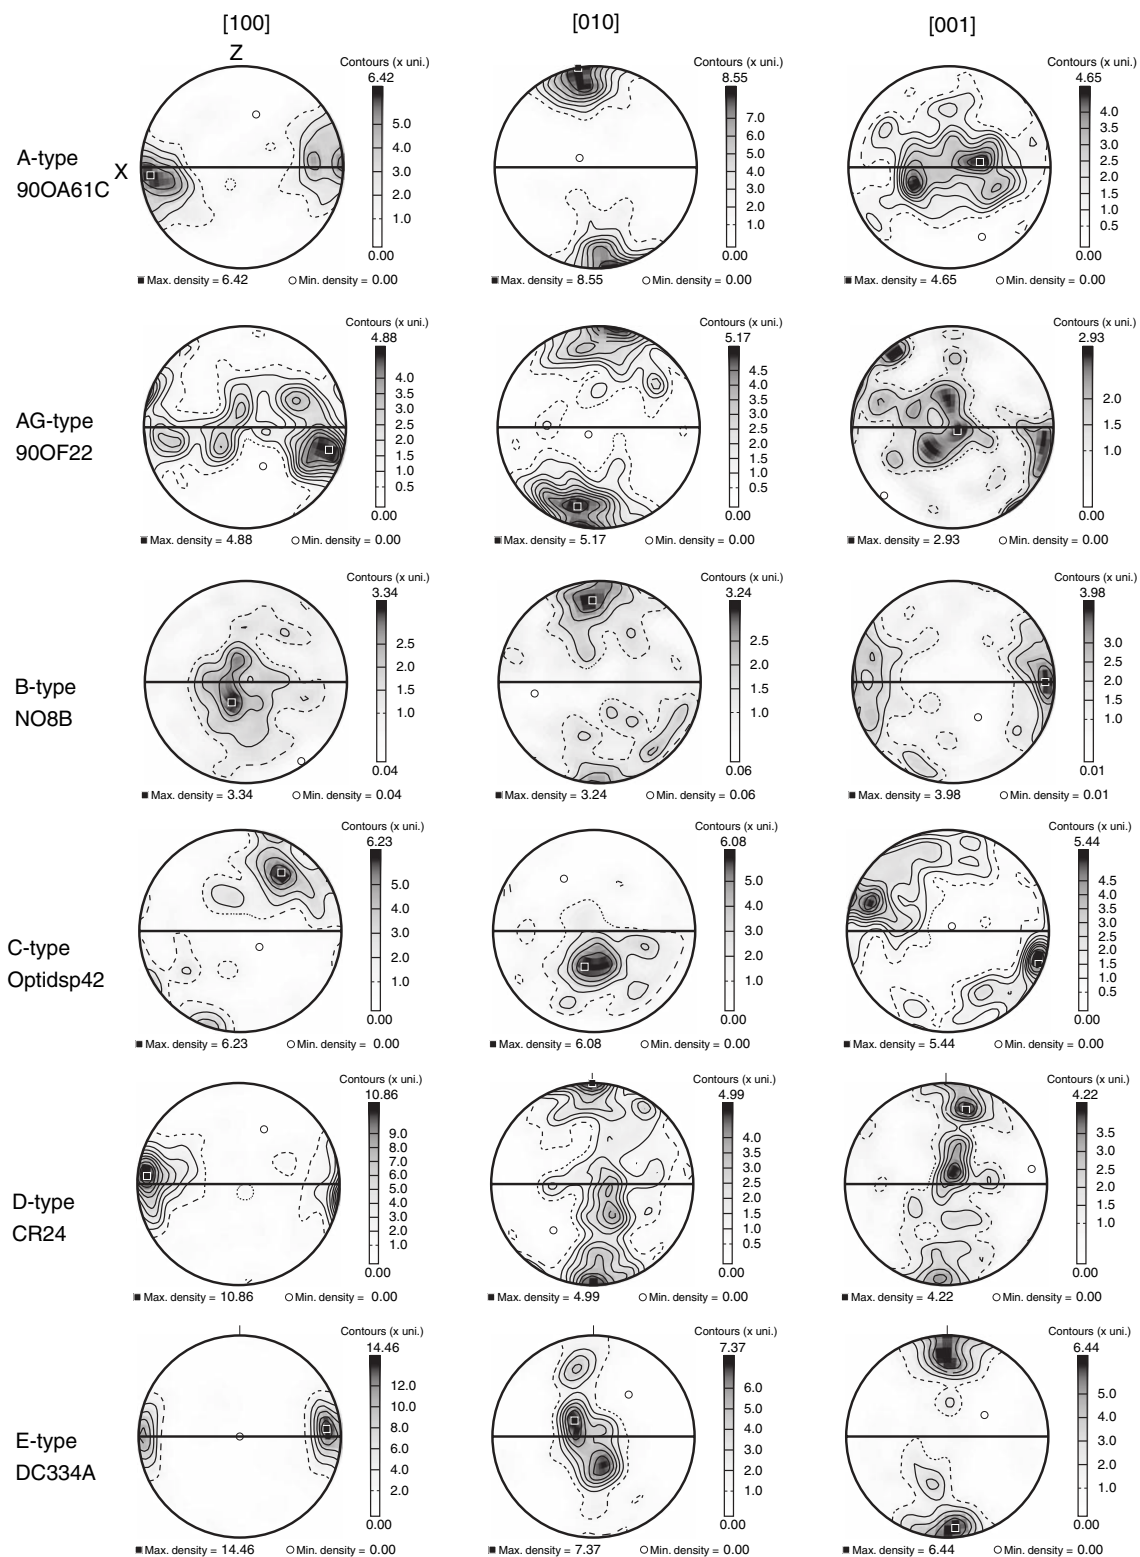 [100] [010] [001]
Z
Contours (x uni.) Contours (x uni.) Contours (x uni.)
6.42 8.55 4.65
5.0 4.0 3.0 2.0 1.0
7.0 6.0 5.0 4.0 3.0 2.0 1.0
4.0 3.5 3.0 2.5 2.0 1.5 1.0 0.5
A-type X
90OA61C
0.00 0.00 0.00
Max. density = 6.42 Min. density = 0.00 Max. density = 8.55 Min. density = 0.00 Max. density = 4.65 Min. density = 0.00
Contours (x uni.) Contours (x uni.) Contours (x uni.)
4.88 5.17 2.93
4.0 3.5 3.0 2.5 2.0 1.5 1.0 0.5
4.5 4.0 3.5 3.0 2.5 2.0 1.5 1.0 0.5
2.0 1.0
AG-type
90OF22
0.00 0.00 0.00
Max. density = 4.88 Min. density = 0.00 Max. density = 5.17 Min. density = 0.00 Max. density = 2.93 Min. density = 0.00
Contours (x uni.) Contours (x uni.) Contours (x uni.)
3.34 3.24 3.98
2.5 2.0 1.5 1.0
2.5 2.0 1.5 1.0
3.0 2.5 2.0 1.5 1.0
B-type
NO8B
0.04 0.06 0.01
Max. density = 3.34 Min. density = 0.04 Max. density = 3.24 Min. density = 0.06 Max. density = 3.98 Min. density = 0.01
Contours (x uni.) Contours (x uni.) Contours (x uni.)
6.23 6.08 5.44
5.0 4.0 3.0 2.0 1.0
5.0 4.0 3.0 2.0 1.0
4.5 4.0 3.5 3.0 2.5 2.0 1.5 1.0 0.5
C-type
Optidsp42
0.00 0.00 0.00
Max. density = 6.23 Min. density = 0.00 Max. density = 6.08 Min. density = 0.00 Max. density = 5.44 Min. density = 0.00
Contours (x uni.) Contours (x uni.) Contours (x uni.)
10.86 4.99 4.22
9.0 8.0 7.0 6.0 5.0 4.0 3.0 2.0 1.0
4.0 3.5 3.0 2.5 2.0 1.5 1.0 0.5
3.5 3.0 2.5 2.0 1.5 1.0
D-type
CR24
0.00 0.00 0.00
Max. density = 10.86 Min. density = 0.00 Max. density = 4.99 Min. density = 0.00 Max. density = 4.22 Min. density = 0.00
Contours (x uni.) Contours (x uni.) Contours (x uni.)
14.46 7.37 6.44
12.0 10.0 8.0 6.0 4.0 2.0
6.0 5.0 4.0 3.0 2.0 1.0
5.0 4.0 3.0 2.0 1.0
E-type
DC334A
0.00 0.00 0.00
Max. density = 14.46 Min. density = 0.00 Max. density = 7.37 Min. density = 0.00 Max. density = 6.44 Min. density = 0.00